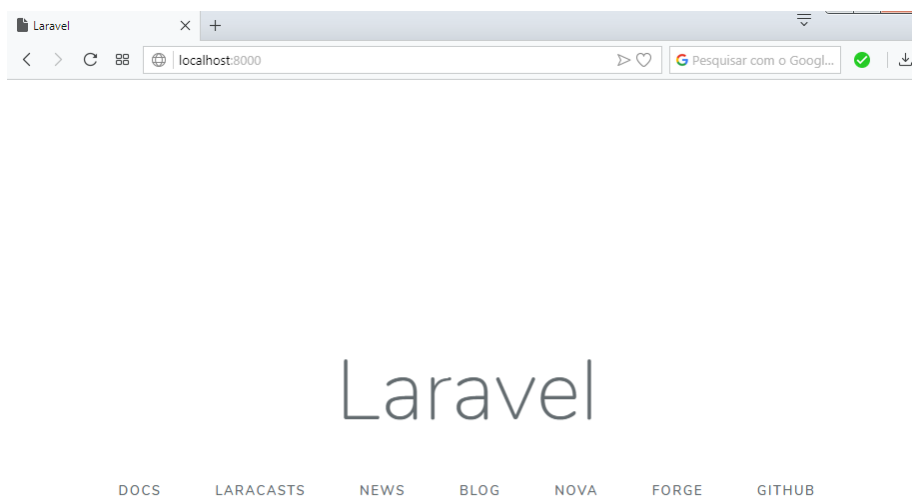 Laravel
localhost:8000
Pesquisar com o Googl...
Laravel
DOCS LARACASTS NEWS BLOG NOVA FORGE GITHUB